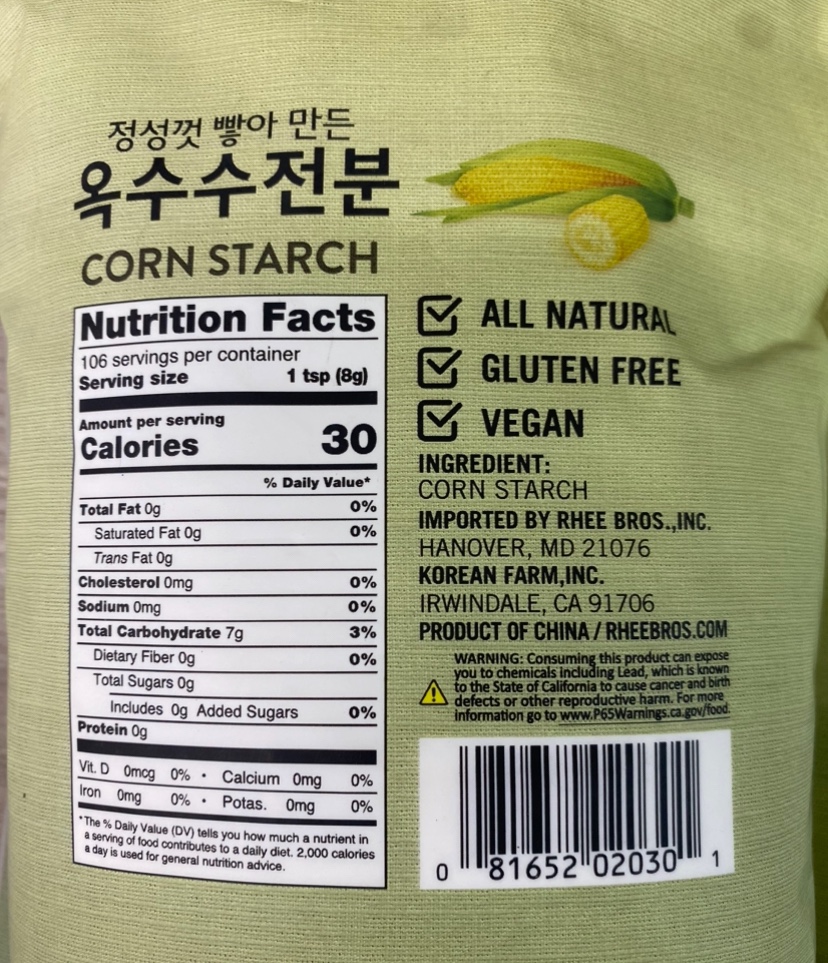 정성껏 빻아 만든
옥수수전분
CORN STARCH
Nutrition Facts
106 servings per container
Serving size 1 tsp (8g)
Amount per serving
Calories 30
% Daily Value*
Total Fat 0g 0%
Saturated Fat 0g 0%
Trans Fat 0g
Cholesterol 0mg 0%
Sodium 0mg 0%
Total Carbohydrate 7g 3%
Dietary Fiber 0g 0%
Total Sugars 0g
Includes 0g Added Sugars 0%
Protein 0g
Vit. D 0mcg 0% • Calcium 0mg 0%
Iron 0mg 0% • Potas. 0mg 0%
*The % Daily Value (DV) tells you how much a nutrient in
a serving of food contributes to a daily diet. 2,000 calories
a day is used for general nutrition advice.
ALL NATURAL
GLUTEN FREE
VEGAN
INGREDIENT:
CORN STARCH
IMPORTED BY RHEE BROS.,INC.
HANOVER, MD 21076
KOREAN FARM,INC.
IRWINDALE, CA 91706
PRODUCT OF CHINA / RHEEBROS.COM
WARNING: Consuming this product can expose
you to chemicals including Lead, which is known
to the State of California to cause cancer and birth
defects or other reproductive harm. For more
information go to www.P65Warnings.ca.gov/food.
0 81652 02030 1